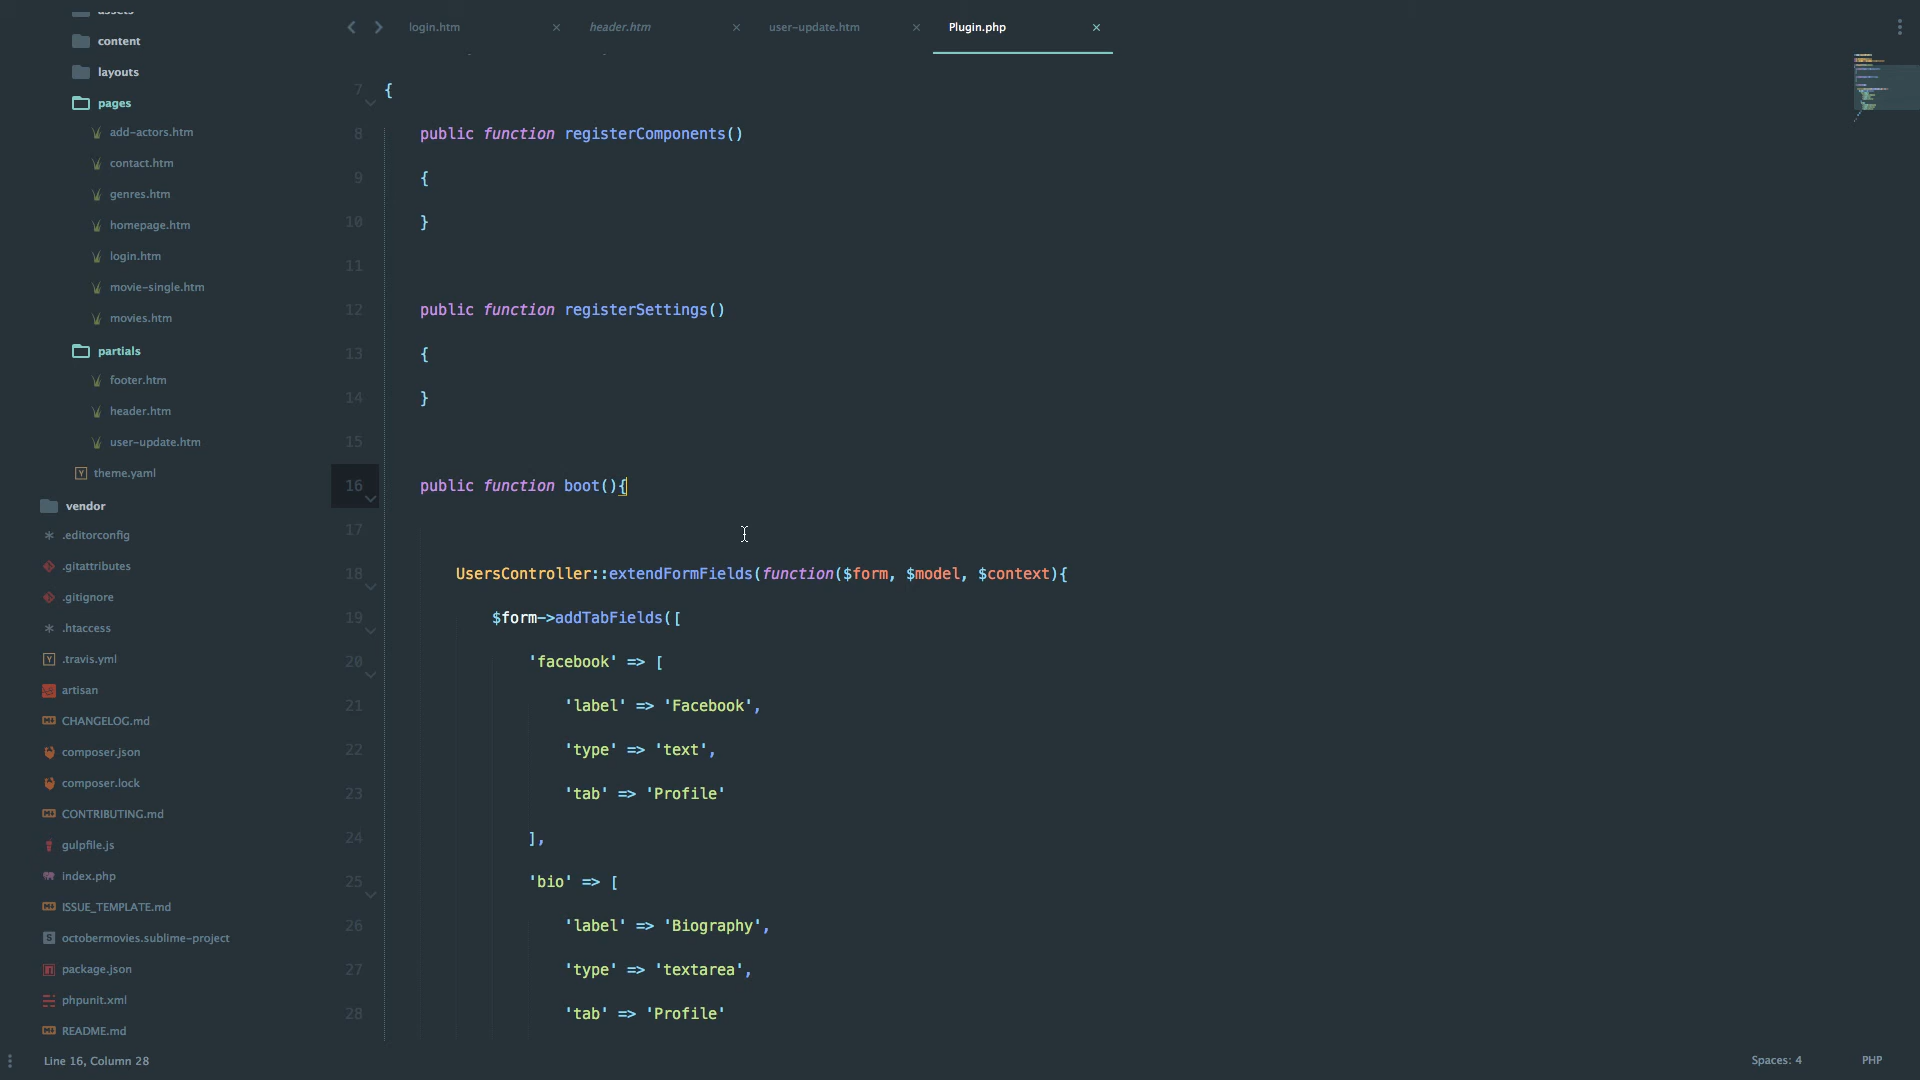 assets
content
layouts
pages
add-actors.htm
contact.htm
genres.htm
homepage.htm
login.htm
movie-single.htm
movies.htm
partials
footer.htm
header.htm
user-update.htm
theme.yaml
vendor
.editorconfig
.gitattributes
.gitignore
.htaccess
.travis.yml
artisan
CHANGELOG.md
composer.json
composer.lock
CONTRIBUTING.md
gulpfile.js
index.php
ISSUE_TEMPLATE.md
octobermovies.sublime-project
package.json
phpunit.xml
README.md
login.htm
header.htm
user-update.htm
Plugin.php
7 {
8 public function registerComponents()
9 {
10 }
11
12 public function registerSettings()
13 {
14 }
15
16 public function boot(){
17
18 UsersController::extendFormFields(function($form, $model, $context){
19 $form->addTabFields([
20 'facebook' => [
21 'label' => 'Facebook',
22 'type' => 'text',
23 'tab' => 'Profile'
24 ],
25 'bio' => [
26 'label' => 'Biography',
27 'type' => 'textarea',
28 'tab' => 'Profile'
Line 16, Column 28
Spaces: 4
PHP